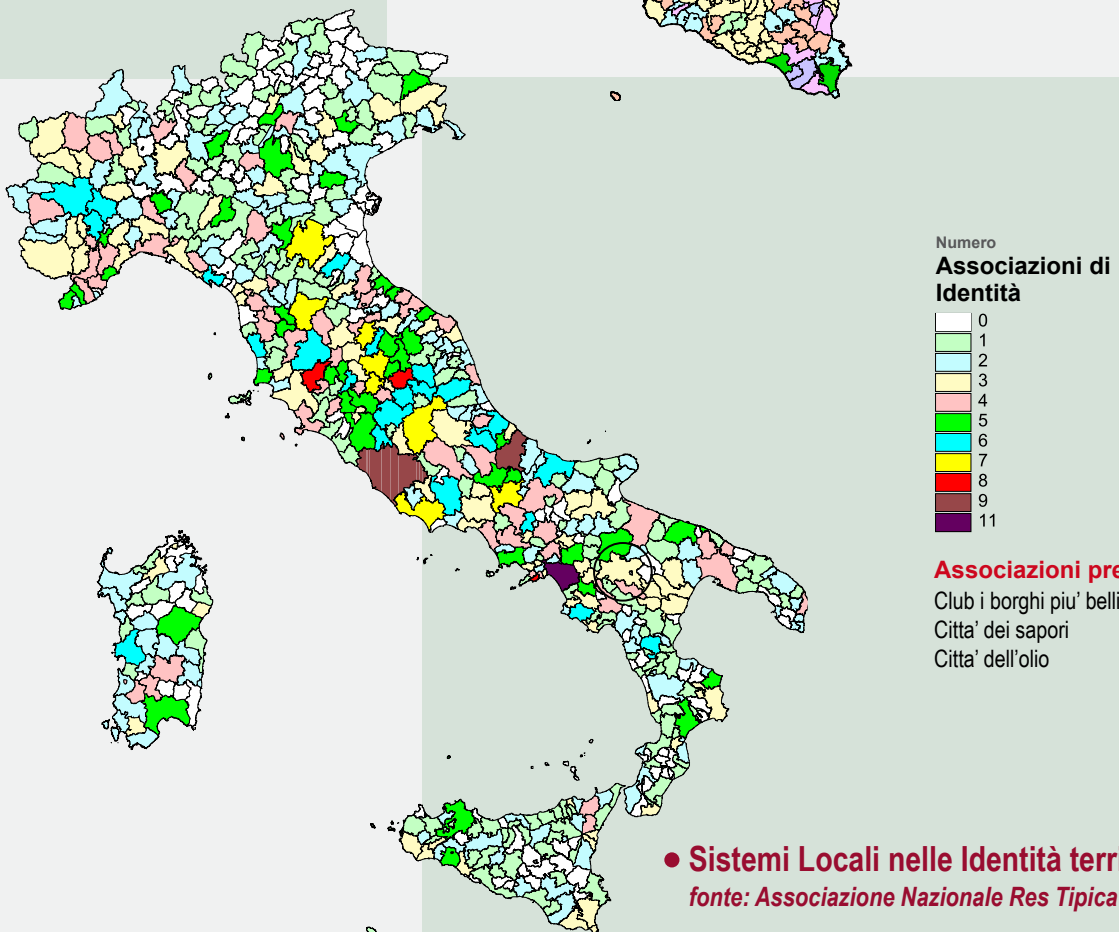 Numero
Associazioni di
Identità
0
1
2
3
4
5
6
7
8
9
11
Associazioni pre
Club i borghi piu' belli
Citta' dei sapori
Citta' dell'olio
• Sistemi Locali nelle Identità terr
fonte: Associazione Nazionale Res Tipica